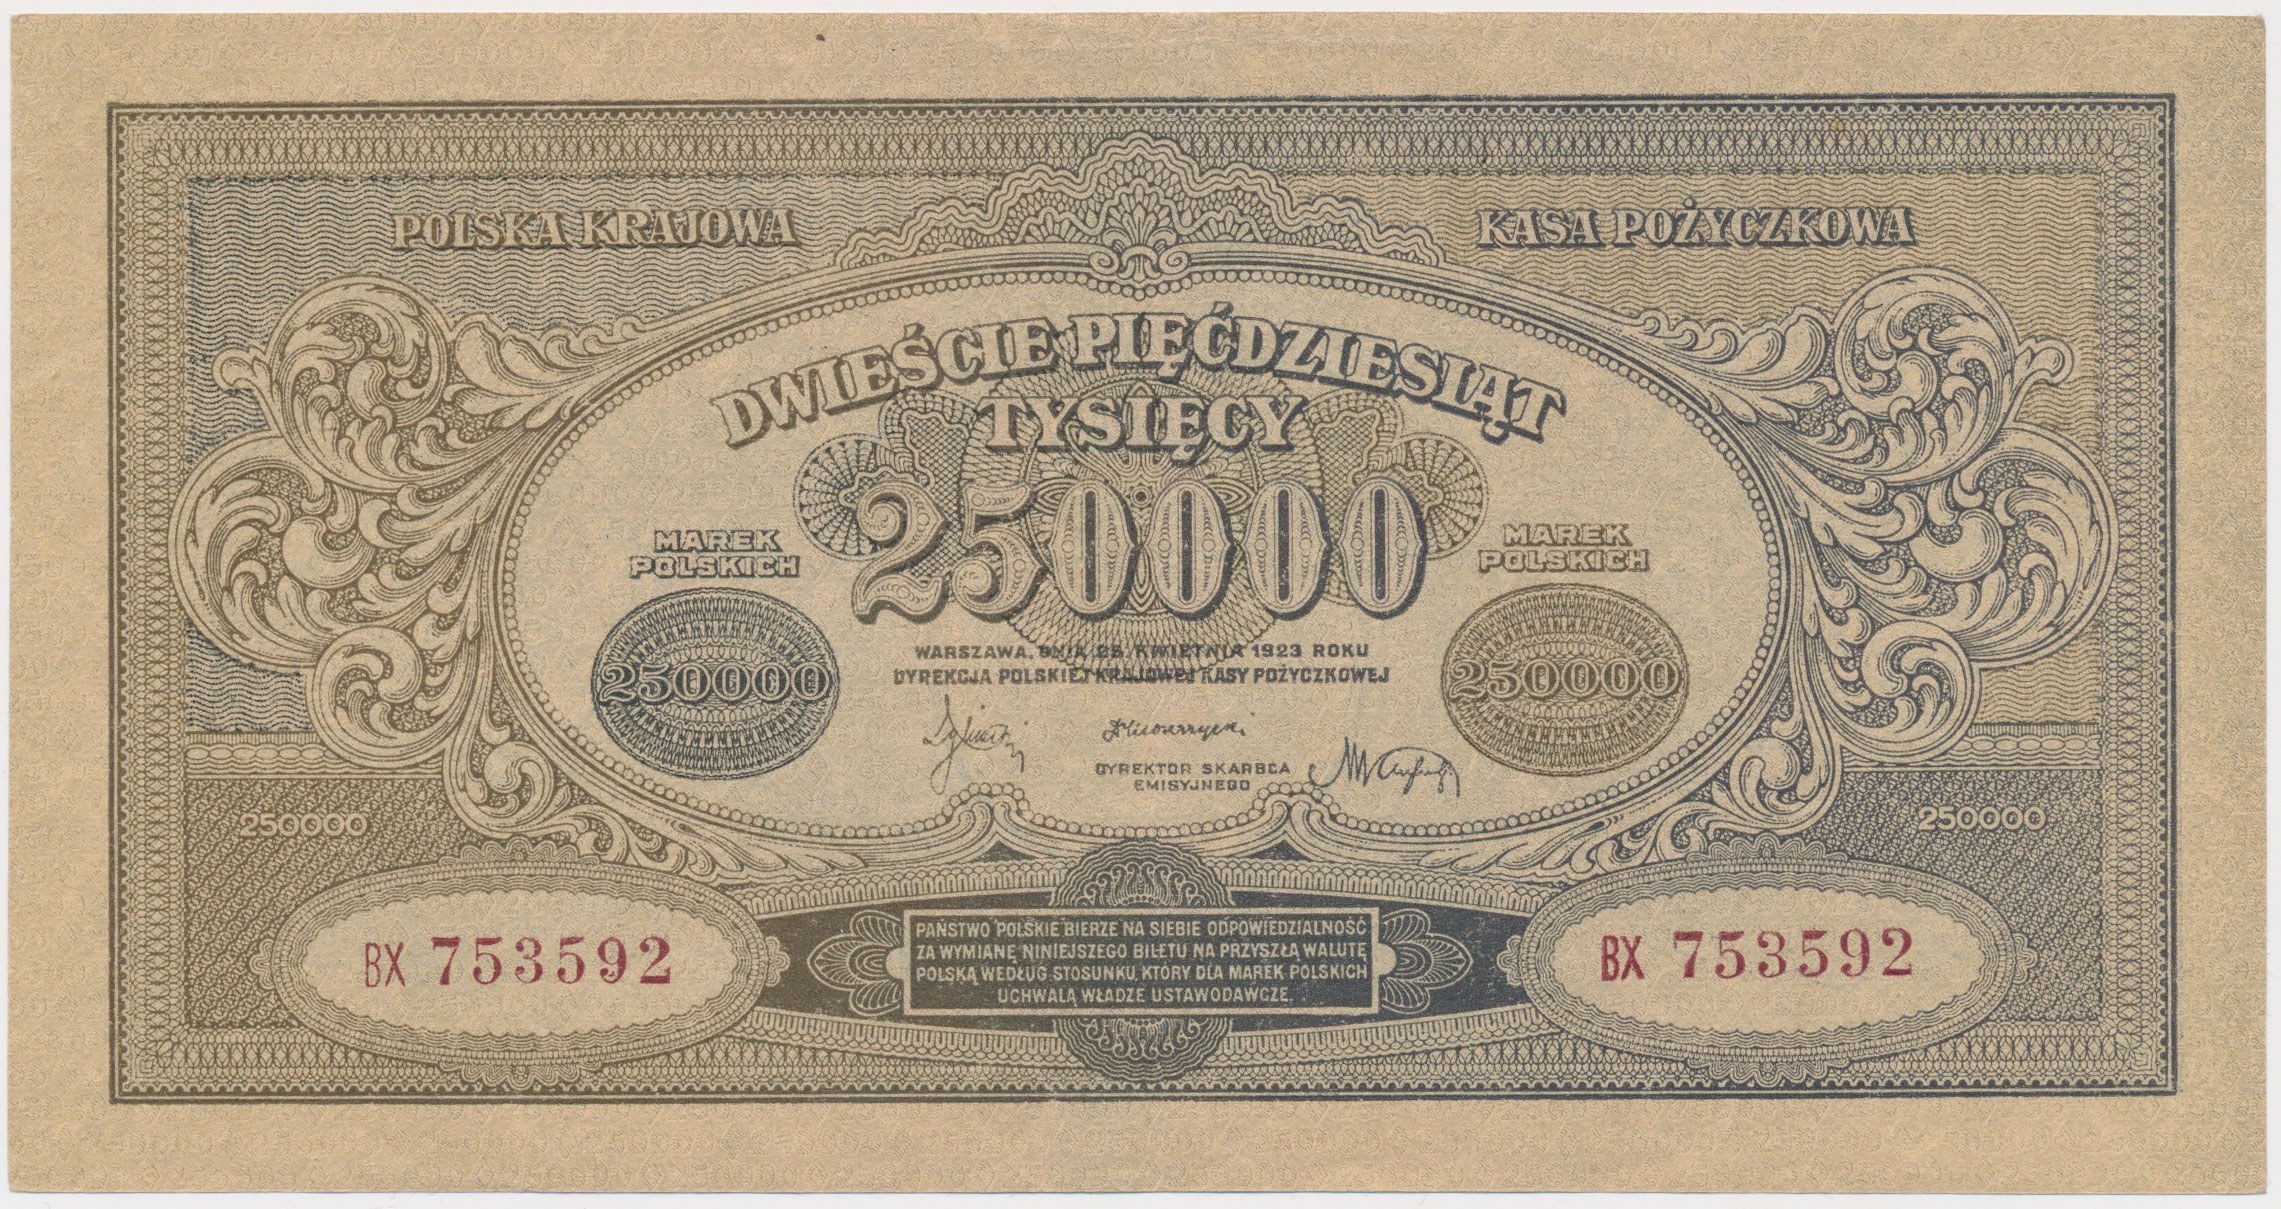 POLSKA KRAJOWA
KASA POŻYCZKOWA
DWIEŚCIE PIĘĆDZIESIĄT
TYSIĘCY
250000
MAREK
POLSKICH
250000
MAREK
POLSKICH
250000
WARSZAWA, DNIA 25 KWIETNIA 1923 ROKU
DYREKCJA POLSKIEJ KRAJOWEJ KASY POŻYCZKOWEJ
DYREKTOR SKARBCA
EMISYJNEGO
250000
250000
BX 753592
BX 753592
PAŃSTWO POLSKIE BIERZE NA SIEBIE ODPOWIEDZIALNOŚĆ
ZA WYMIANĘ NINIEJSZEGO BILETU NA PRZYSZŁĄ WALUTĘ
POLSKĄ WEDŁUG STOSUNKU, KTÓRY DLA MAREK POLSKICH
UCHWALĄ WŁADZE USTAWODAWCZE.